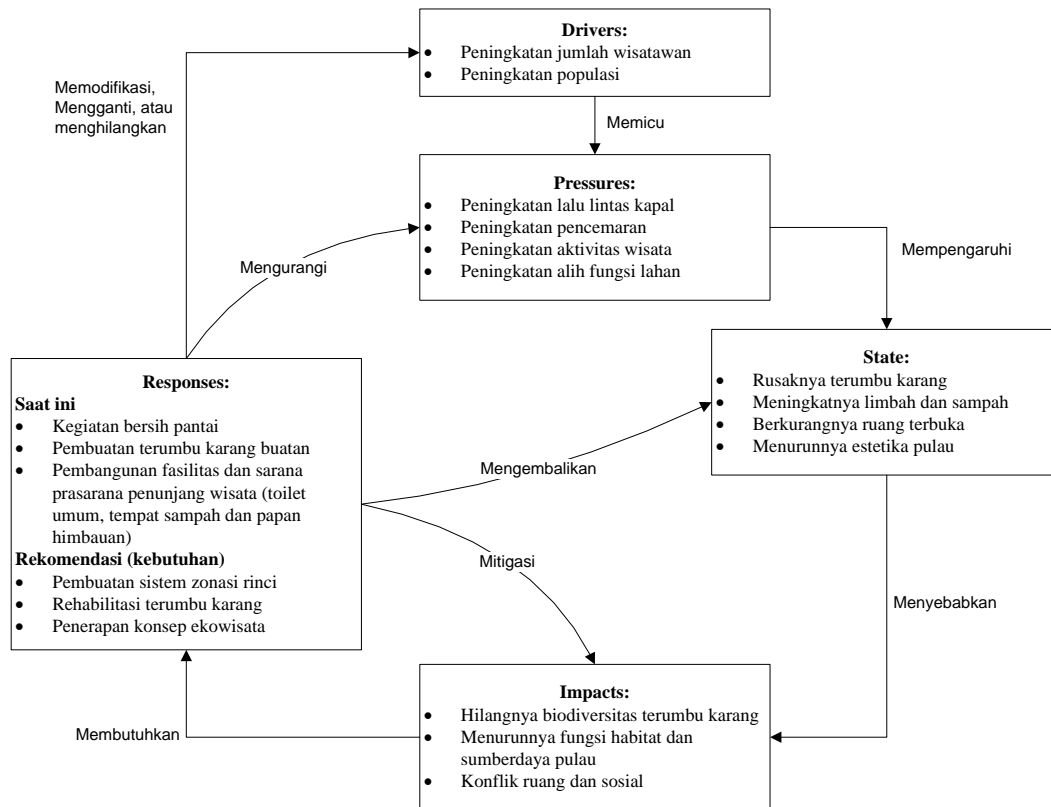 Drivers:
• Peningkatan jumlah wisatawan
• Peningkatan populasi
Memodifikasi,
Mengganti, atau
menghilangkan
Memicu
Pressures:
• Peningkatan lalu lintas kapal
• Peningkatan pencemaran
• Peningkatan aktivitas wisata
• Peningkatan alih fungsi lahan
Mengurangi
Mempengaruhi
Responses:
Saat ini
• Kegiatan bersih pantai
• Pembuatan terumbu karang buatan
• Pembangunan fasilitas dan sarana
prasarana penunjang wisata (toilet
umum, tempat sampah dan papan
himbauan)
Rekomendasi (kebutuhan)
• Pembuatan sistem zonasi rinci
• Rehabilitasi terumbu karang
• Penerapan konsep ekowisata
State:
• Rusaknya terumbu karang
• Meningkatnya limbah dan sampah
• Berkurangnya ruang terbuka
• Menurunnya estetika pulau
Mengembalikan
Mitigasi
Menyebabkan
Impacts:
• Hilangnya biodiversitas terumbu karang
• Menurunnya fungsi habitat dan
sumberdaya pulau
• Konflik ruang dan sosial
Membutuhkan